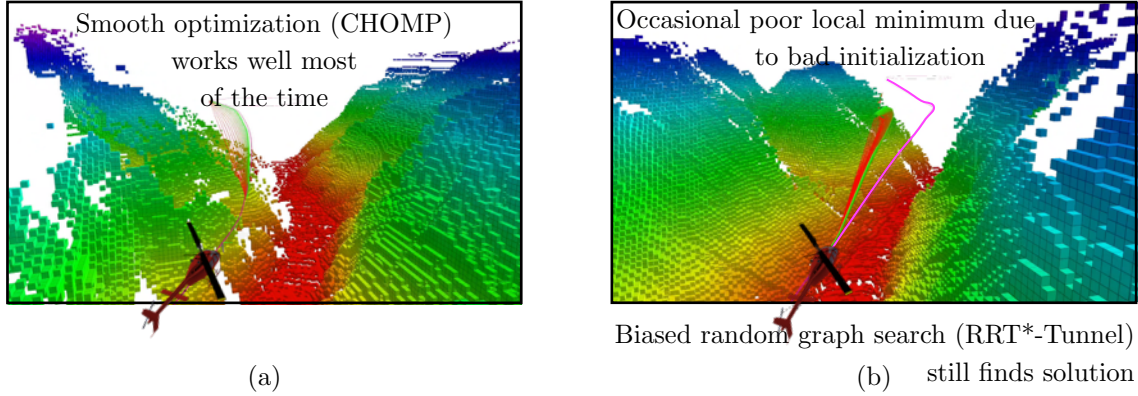 Smooth optimization (CHOMP)
works well most
of the time
Occasional poor local minimum due
to bad initialization
Biased random graph search (RRT*-Tunnel)
still finds solution
(a)
(b)